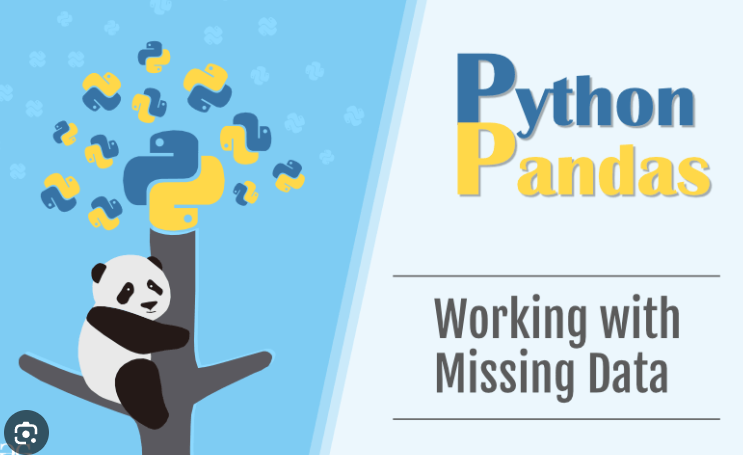 Python
Pandas
Working with
Missing Data